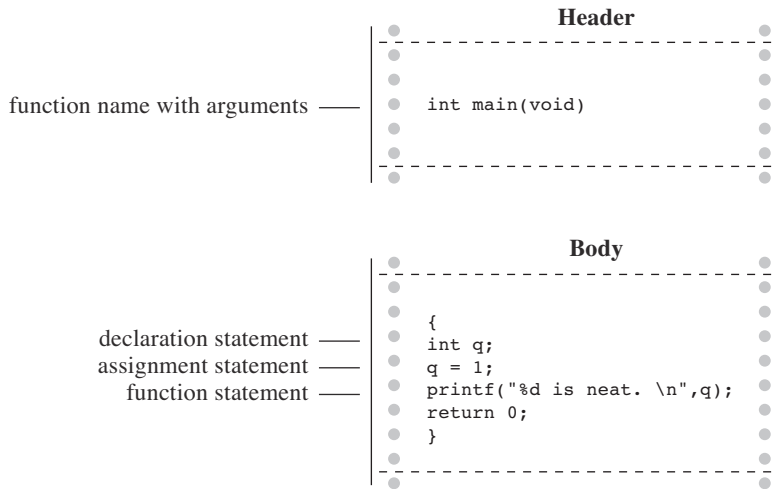 Header
function name with arguments
int main(void)
Body
{
declaration statement
int q;
assignment statement
q = 1;
function statement
printf("%d is neat. \n",q);
return 0;
}